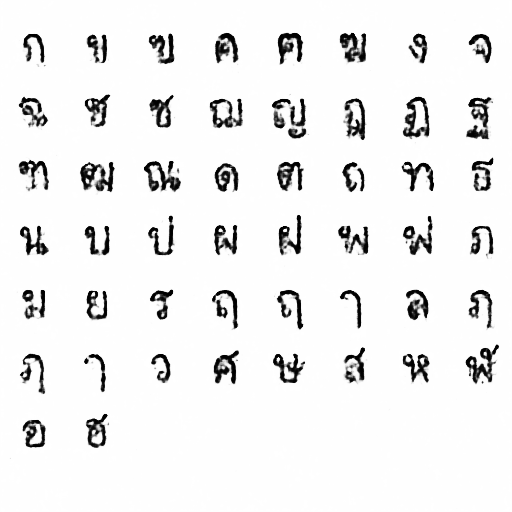 ก ข ฃ ค ฅ ฆ ง จ
ฉ ช ซ ฌ ญ ฎ ฏ ฐ
ฑ ฒ ณ ด ต ถ ท ธ
น บ ป ผ ฝ พ ฟ ภ
ม ย ร ฤ ฤ ๅ ล ฦ
ฦ ๅ ว ศ ษ ส ห ฬ
อ ฮ